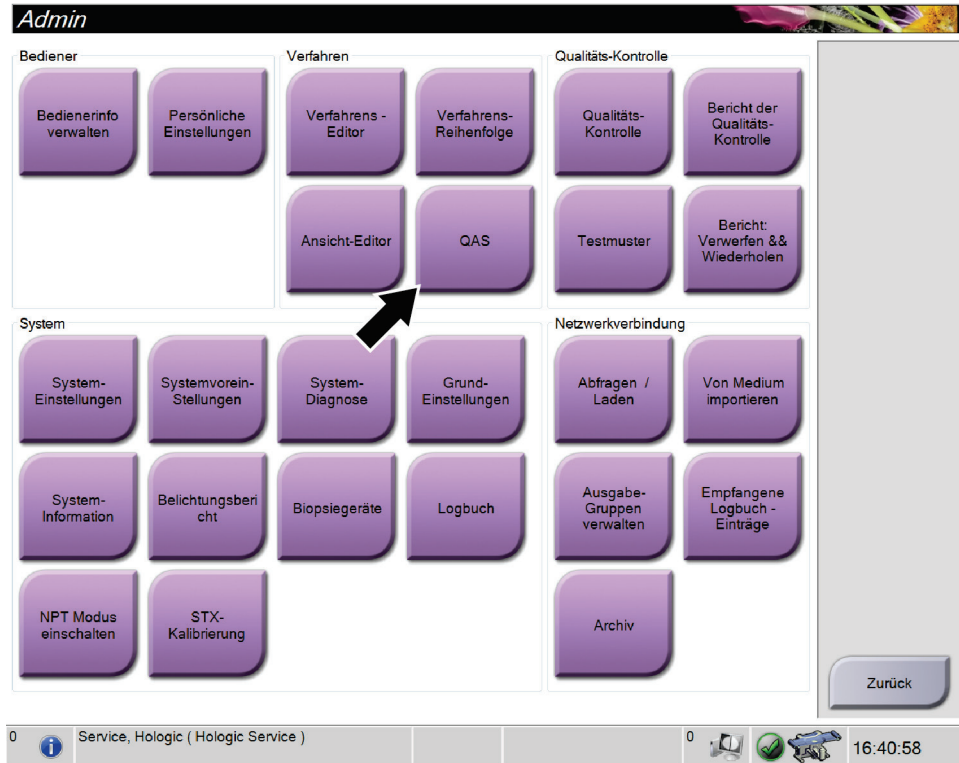 Admin
Bediener
Bedienerinfo
verwalten
Persönliche
Einstellungen
Verfahren
Verfahrens -
Editor
Verfahrens-
Reihenfolge
Ansicht-Editor
QAS
Qualitäts-Kontrolle
Qualitäts-
Kontrolle
Bericht der
Qualitäts-
Kontrolle
Testmuster
Bericht:
Verwerfen &&
Wiederholen
System
System-
Einstellungen
Systemvorein-
Stellungen
System-
Diagnose
Grund-
Einstellungen
System-
Information
Belichtungsberi
cht
Biopsiegeräte
Logbuch
NPT Modus
einschalten
STX-
Kalibrierung
Netzwerkverbindung
Abfragen /
Laden
Von Medium
importieren
Ausgabe-
Gruppen
verwalten
Empfangene
Logbuch -
Einträge
Archiv
Zurück
0
Service, Hologic ( Hologic Service )
0
16:40:58